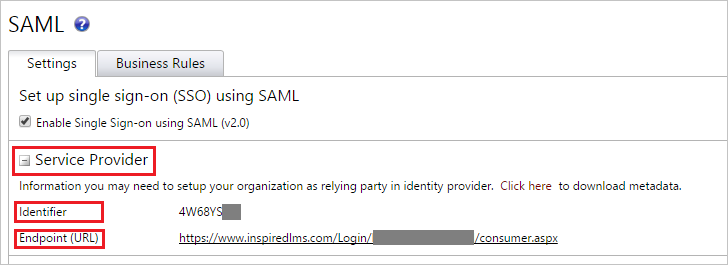 SAML ?
Settings Business Rules
Set up single sign-on (SSO) using SAML
Enable Single Sign-on using SAML (v2.0)
Service Provider
Information you may need to setup your organization as relying party in identity provider. Click here to download metadata.
Identifier 4W68YS
Endpoint (URL) https://www.inspiredlms.com/Login/ /consumer.aspx